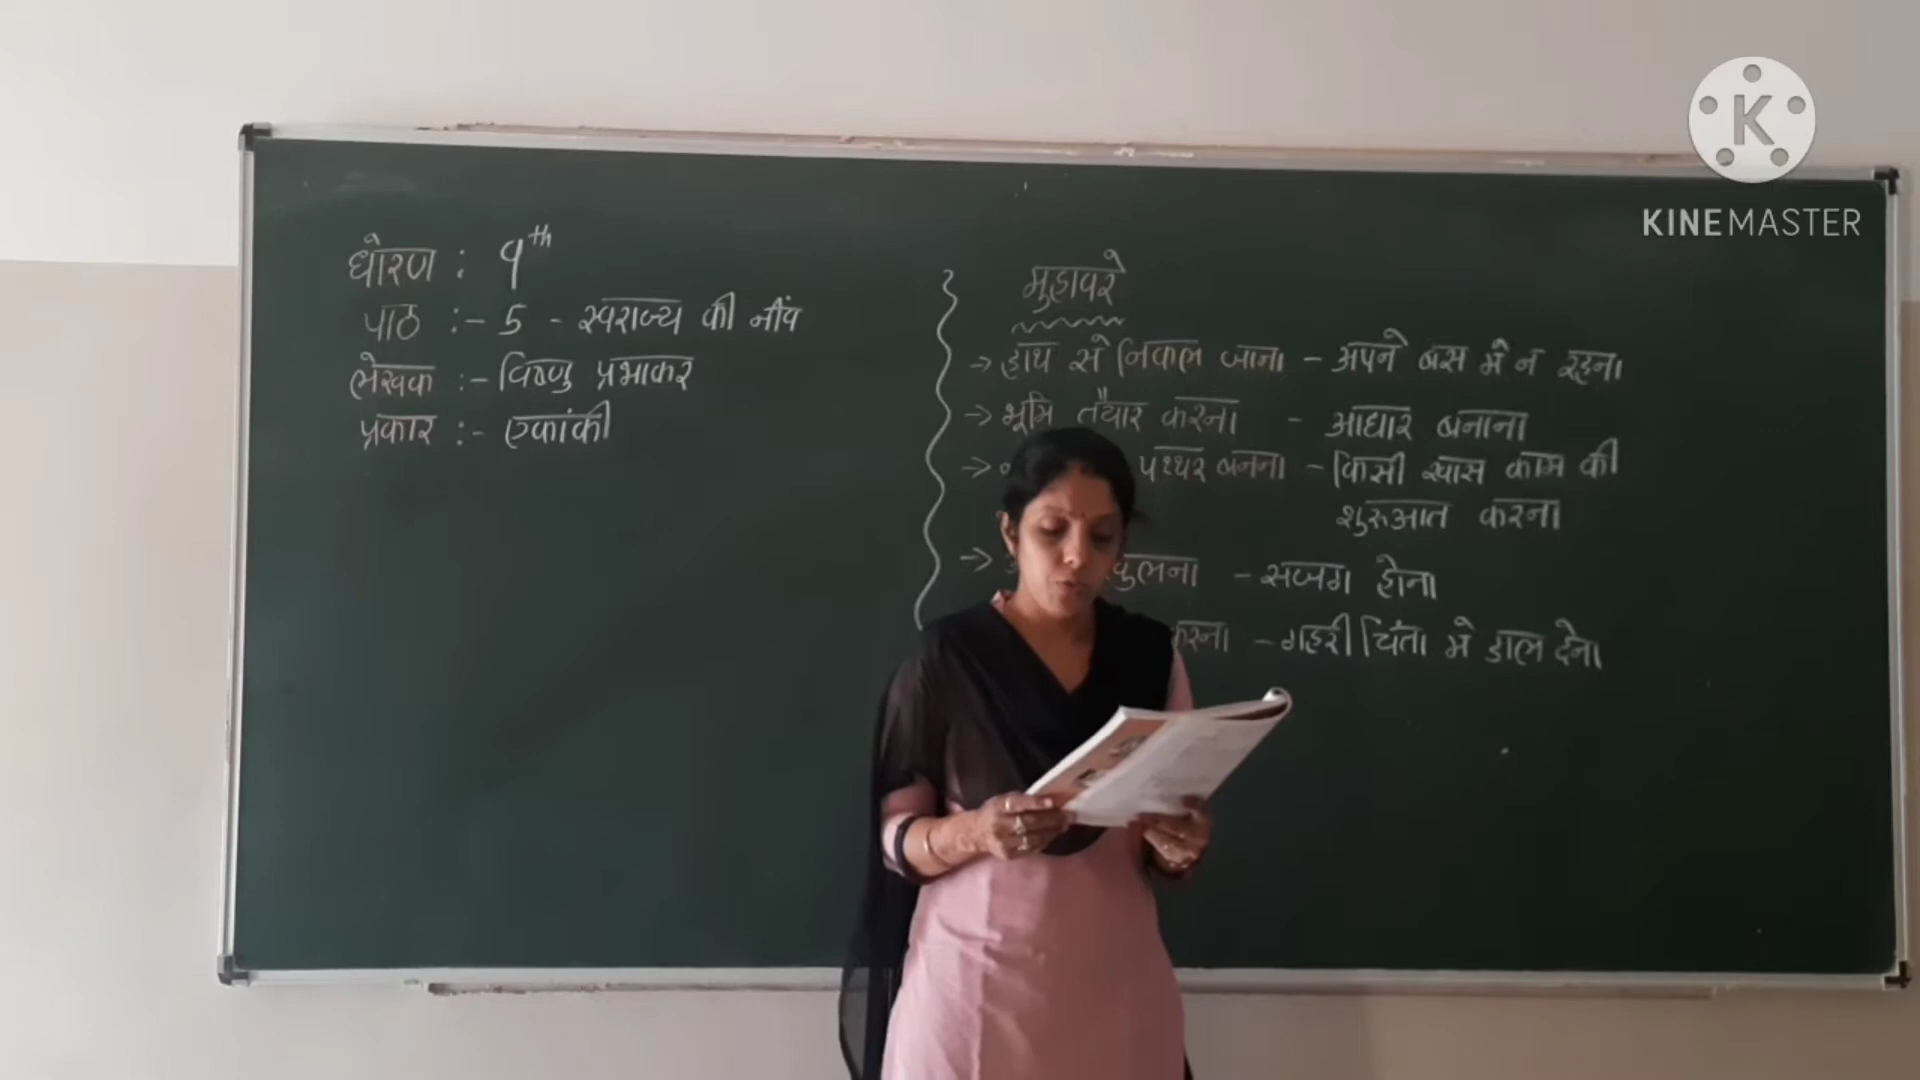 धोरण : 9th
पाठ :- 5 - स्वराज्य की नींव
लेखक :- विष्णु प्रभाकर
प्रकार :- एकांकी
मुहावरे
→ हाथ से निकल जाना - अपने बस में न रहना
→ भूमि तैयार करना - आधार बनाना
→ पथ्थर बनना - किसी खास काम की
शुरुआत करना
→ खुलना - सजग होना
करना - गहरी चिंता मे डाल देना
K
KINEMASTER